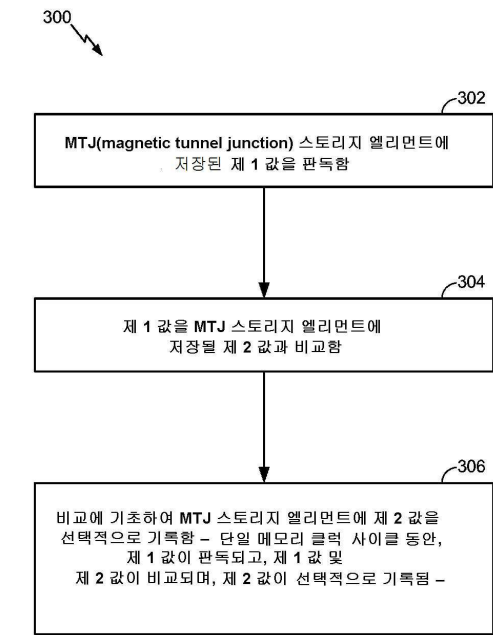 300
302
MTJ(magnetic tunnel junction) 스토리지 엘리먼트에
저장된 제 1 값을 판독함
304
제 1 값을 MTJ 스토리지 엘리먼트에
저장될 제 2 값과 비교함
306
비교에 기초하여 MTJ 스토리지 엘리먼트에 제 2 값을
선택적으로 기록함 – 단일 메모리 클럭 사이클 동안,
제 1 값이 판독되고, 제 1 값 및
제 2 값이 비교되며, 제 2 값이 선택적으로 기록됨 –